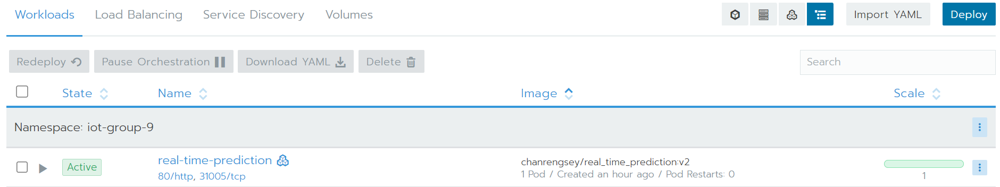 Workloads Load Balancing Service Discovery Volumes Import YAML Deploy
Redeploy Pause Orchestration Download YAML Delete Search
State Name Image Scale
Namespace: iot-group-9
Active real-time-prediction chanrengsey/real_time_prediction:v2
80/http, 31005/tcp 1 Pod / Created an hour ago / Pod Restarts: 0 1